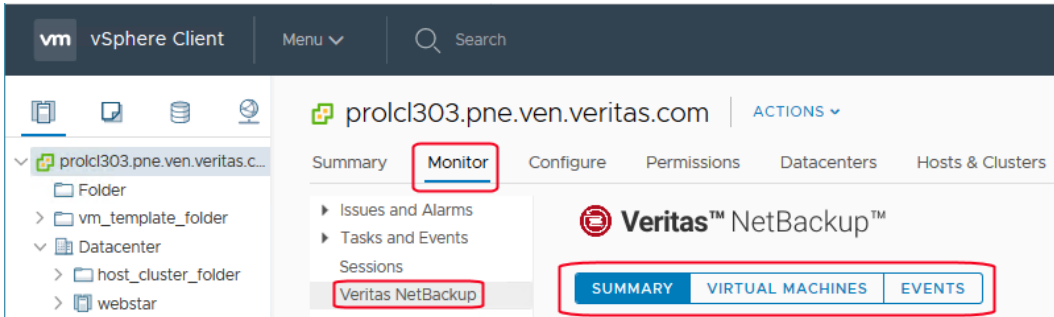 vm vSphere Client Menu Search
prolcl303.pne.ven.veritas.com ACTIONS
prolcl303.pne.ven.veritas.c...
Summary Monitor Configure Permissions Datacenters Hosts & Clusters
Folder
vm_template_folder
Datacenter
host_cluster_folder
webstar
Issues and Alarms
Tasks and Events
Sessions
Veritas NetBackup
Veritas™ NetBackup™
SUMMARY VIRTUAL MACHINES EVENTS